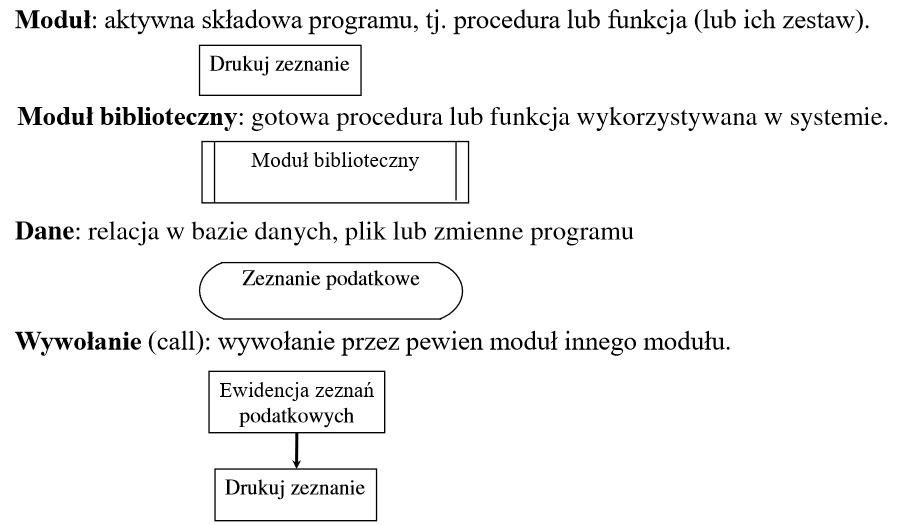 Moduł: aktywna składowa programu, tj. procedura lub funkcja (lub ich zestaw).
Drukuj zeznanie
Moduł biblioteczny: gotowa procedura lub funkcja wykorzystywana w systemie.
Moduł biblioteczny
Dane: relacja w bazie danych, plik lub zmienne programu
Zeznanie podatkowe
Wywołanie (call): wywołanie przez pewien moduł innego modułu.
Ewidencja zeznań
podatkowych
Drukuj zeznanie